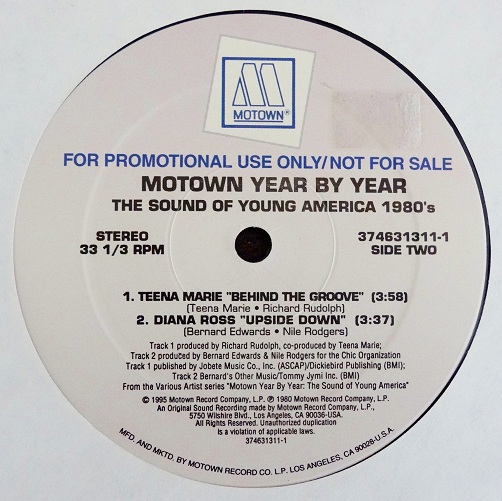 MOTOWN®
FOR PROMOTIONAL USE ONLY/NOT FOR SALE
MOTOWN YEAR BY YEAR
THE SOUND OF YOUNG AMERICA 1980's
STEREO
33 1/3 RPM
374631311-1
SIDE TWO
1. TEENA MARIE "BEHIND THE GROOVE" (3:58)
(Teena Marie • Richard Rudolph)
2. DIANA ROSS "UPSIDE DOWN" (3:37)
(Bernard Edwards • Nile Rodgers)
Track 1 produced by Richard Rudolph, co-produced by Teena Marie;
Track 2 produced by Bernard Edwards & Nile Rodgers for the Chic Organization
Track 1 published by Jobete Music Co., Inc. (ASCAP)/Dickiebird Publishing (BMI);
Track 2 Bernard's Other Music/Tommy Jymi Inc. (BMI)
From the Various Artist series "Motown Year By Year: The Sound of Young America"
© 1995 Motown Record Company, L.P. ℗ 1980 Motown Record Company, L.P.
An Original Sound Recording made by Motown Record Company, L.P.,
5750 Wilshire Blvd., Los Angeles, CA 90036-USA.
All Rights Reserved. Unauthorized duplication
is a violation of applicable laws.
374631311-1
MFD. AND MKTD. BY MOTOWN RECORD CO. L.P. LOS ANGELES, CA 90028-U.S.A.